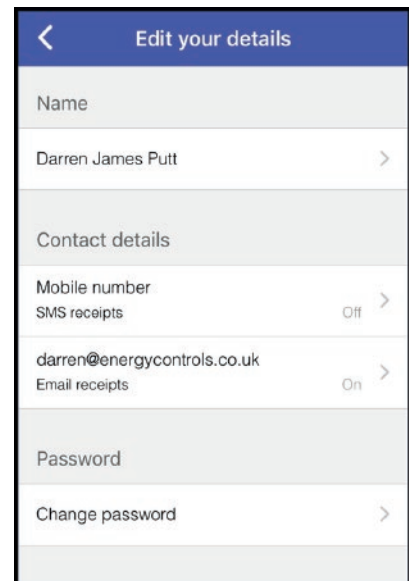 Edit your details
Name
Darren James Putt
Contact details
Mobile number
SMS receipts Off
darren@energycontrols.co.uk
Email receipts On
Password
Change password